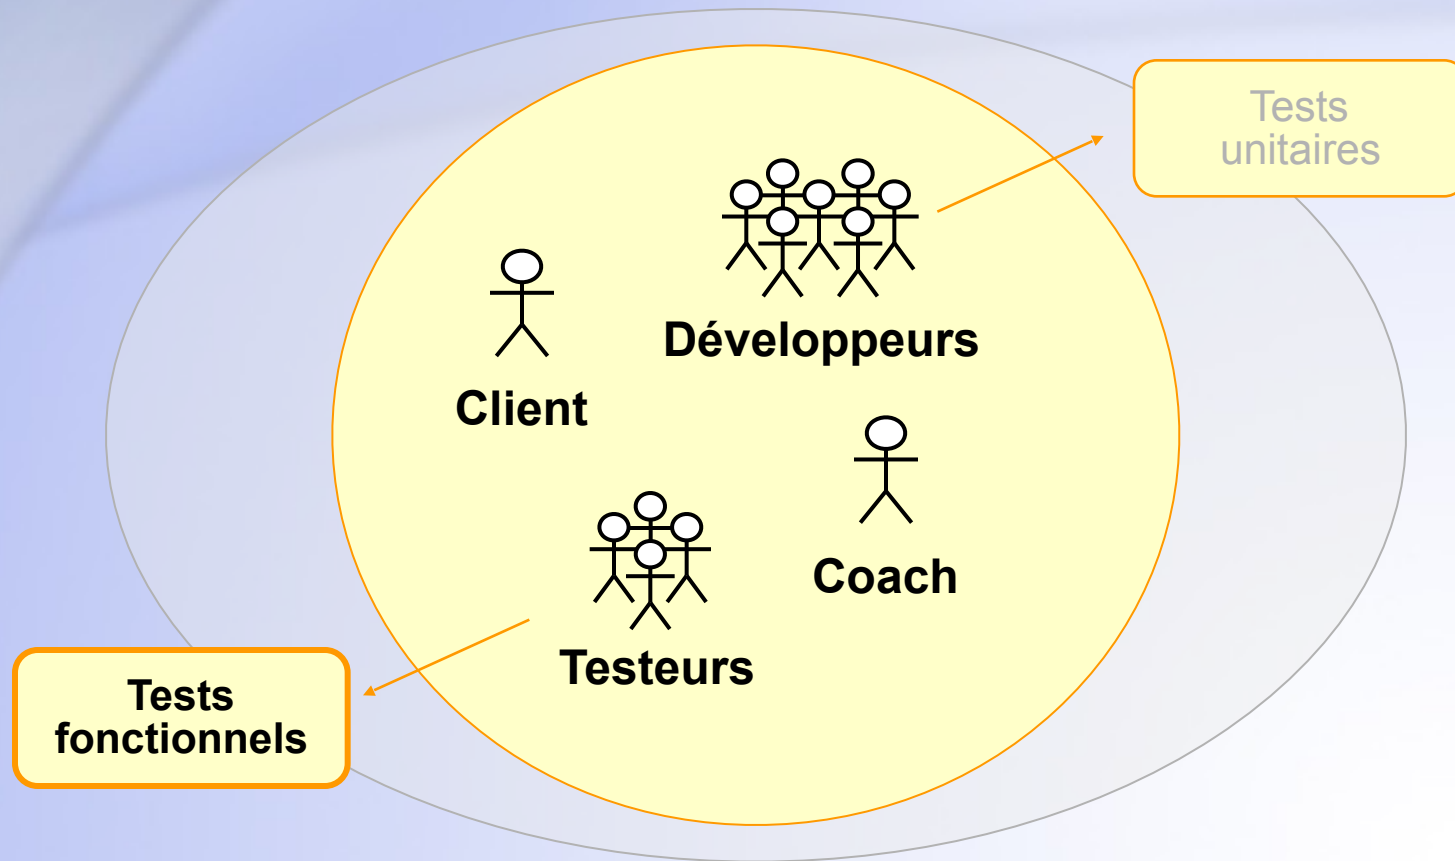 Tests
unitaires
Développeurs
Client
Coach
Testeurs
Tests
fonctionnels